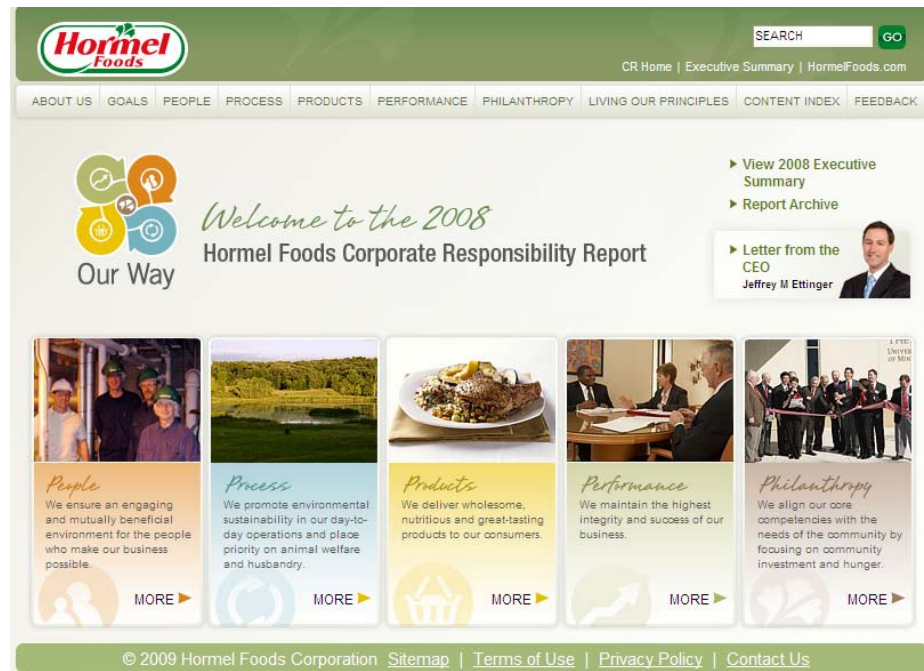 Hormel
Foods
SEARCH GO
CR Home | Executive Summary | HormelFoods.com
ABOUT US GOALS PEOPLE PROCESS PRODUCTS PERFORMANCE PHILANTHROPY LIVING OUR PRINCIPLES CONTENT INDEX FEEDBACK
Our Way
Welcome to the 2008
Hormel Foods Corporate Responsibility Report
View 2008 Executive
Summary
Report Archive
Letter from the
CEO
Jeffrey M Ettinger
People
We ensure an engaging
and mutually beneficial
environment for the people
who make our business
possible.
MORE
Process
We promote environmental
sustainability in our day-to-
day operations and place
priority on animal welfare
and husbandry.
MORE
Products
We deliver wholesome,
nutritious and great-tasting
products to our consumers.
MORE
Performance
We maintain the highest
integrity and success of our
business.
MORE
Philanthropy
We align our core
competencies with the
needs of the community by
focusing on community
investment and hunger.
MORE
© 2009 Hormel Foods Corporation Sitemap | Terms of Use | Privacy Policy | Contact Us